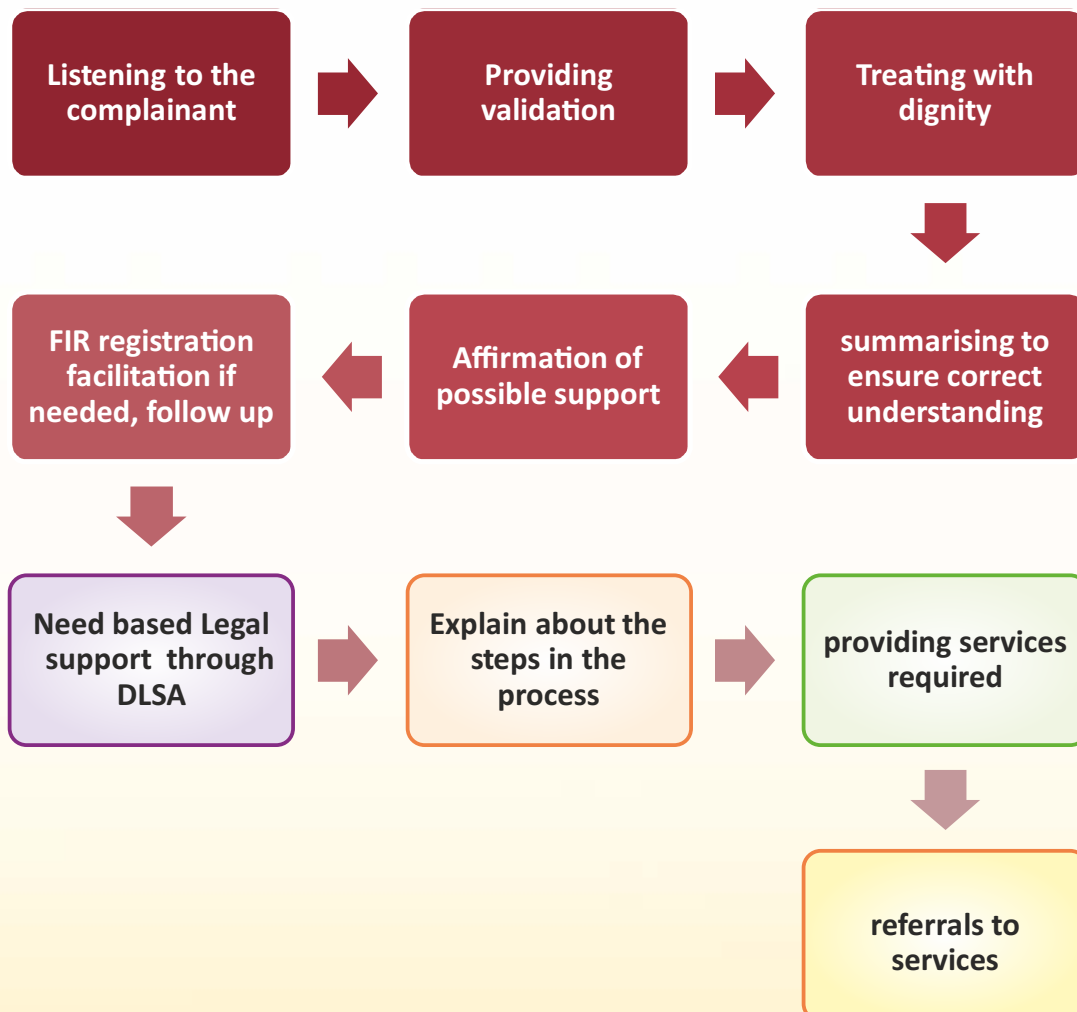 Listening to the
complainant
Providing
validation
Treating with
dignity
summarising to
ensure correct
understanding
Affirmation of
possible support
FIR registration
facilitation if
needed, follow up
Need based Legal
support through
DLSA
Explain about the
steps in the
process
providing services
required
referrals to
services